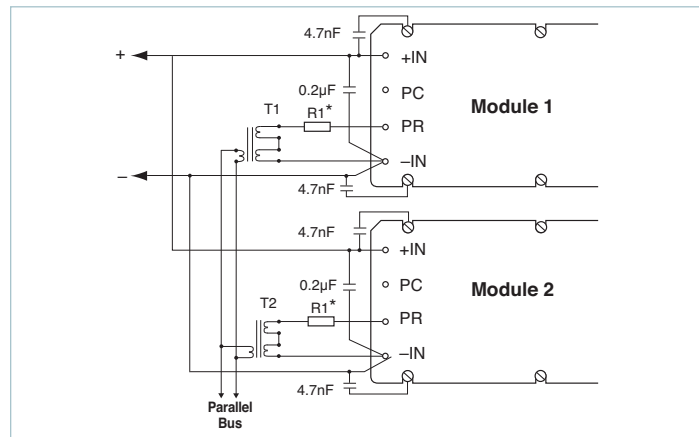 4.7nF
+
+IN
0.2µF
PC
Module 1
T1
R1*
PR
–IN
–
4.7nF
4.7nF
+IN
0.2µF
PC
Module 2
T2
R1*
PR
–IN
4.7nF
Parallel
Bus